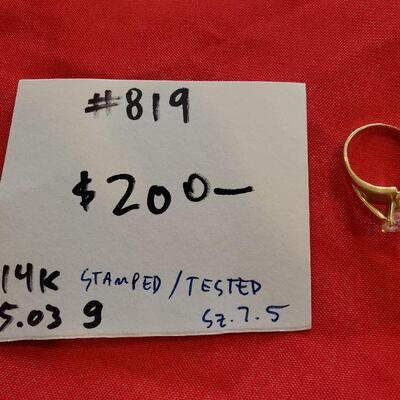 #819
$200—
14K STAMPED/TESTED
5.03 g SZ.7.5